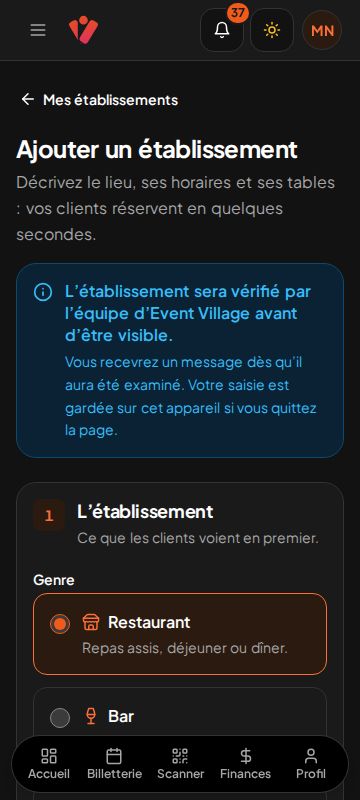 37
MN
Mes établissements
Ajouter un établissement
Décrivez le lieu, ses horaires et ses tables
: vos clients réservent en quelques
secondes.
L’établissement sera vérifié par
l’équipe d’Event Village avant
d’être visible.
Vous recevrez un message dès qu’il
aura été examiné. Votre saisie est
gardée sur cet appareil si vous quittez
la page.
1
L’établissement
Ce que les clients voient en premier.
Genre
Restaurant
Repas assis, déjeuner ou dîner.
Bar
Accueil
Billetterie
Scanner
Finances
Profil